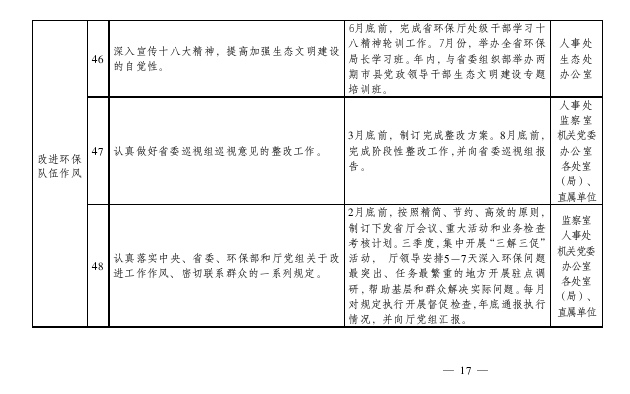 改进环保
队伍作风
46
深入宣传十八大精神，提高加强生态文明建设
的自觉性。
6月底前，完成省环保厅处级干部学习十
八精神轮训工作。7月份，举办全省环保
局长学习班。年内，与省委组织部举办两
期市县党政领导干部生态文明建设专题
培训班。
人事处
生态处
办公室
47
认真做好省委巡视组巡视意见的整改工作。
3月底前，制订完成整改方案。8月底前，
完成阶段性整改工作，并向省委巡视组报
告。
人事处
监察室
机关党委
办公室
各处室
（局）、
直属单位
48
认真落实中央、省委、环保部和厅党组关于改
进工作作风、密切联系群众的一系列规定。
2月底前，按照精简、节约、高效的原则，
制订下发省厅会议、重大活动和业务检查
考核计划。三季度，集中开展“三解三促”
活动， 厅领导安排5—7天深入环保问题
最突出、任务最繁重的地方开展驻点调
研，帮助基层和群众解决实际问题。每月
对规定执行开展督促检查，年底通报执行
情况，并向厅党组汇报。
监察室
人事处
机关党委
办公室
各处室
（局）、
直属单位
— 17 —